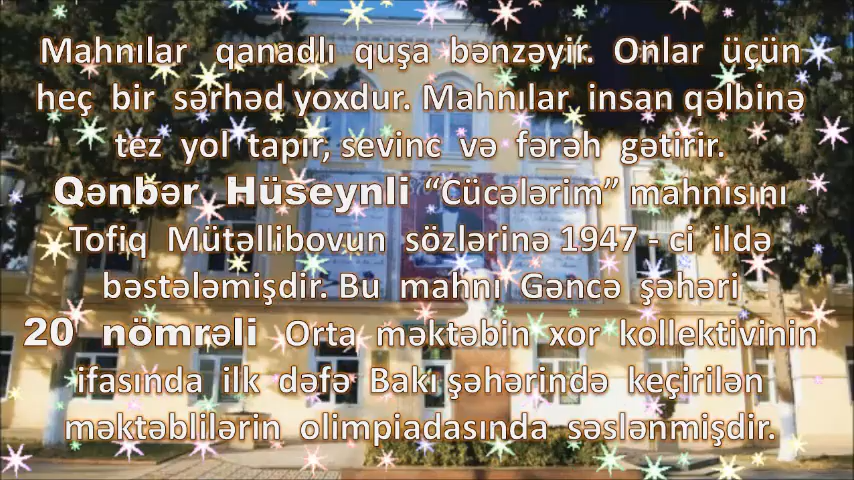 Mahnılar qanadlı quşa bənzəyir. Onlar üçün
heç bir sərhəd yoxdur. Mahnılar insan qəlbinə
tez yol tapır, sevinc və fərəh gətirir.
Qənbər Hüseynli “Cücələrim” mahnısını
Tofiq Mütəllibovun sözlərinə 1947 - ci ildə
bəstələmişdir. Bu mahnı Gəncə şəhəri
20 nömrəli Orta məktəbin xor kollektivinin
ifasında ilk dəfə Bakı şəhərində keçirilən
məktəblilərin olimpiadasında səslənmişdir.